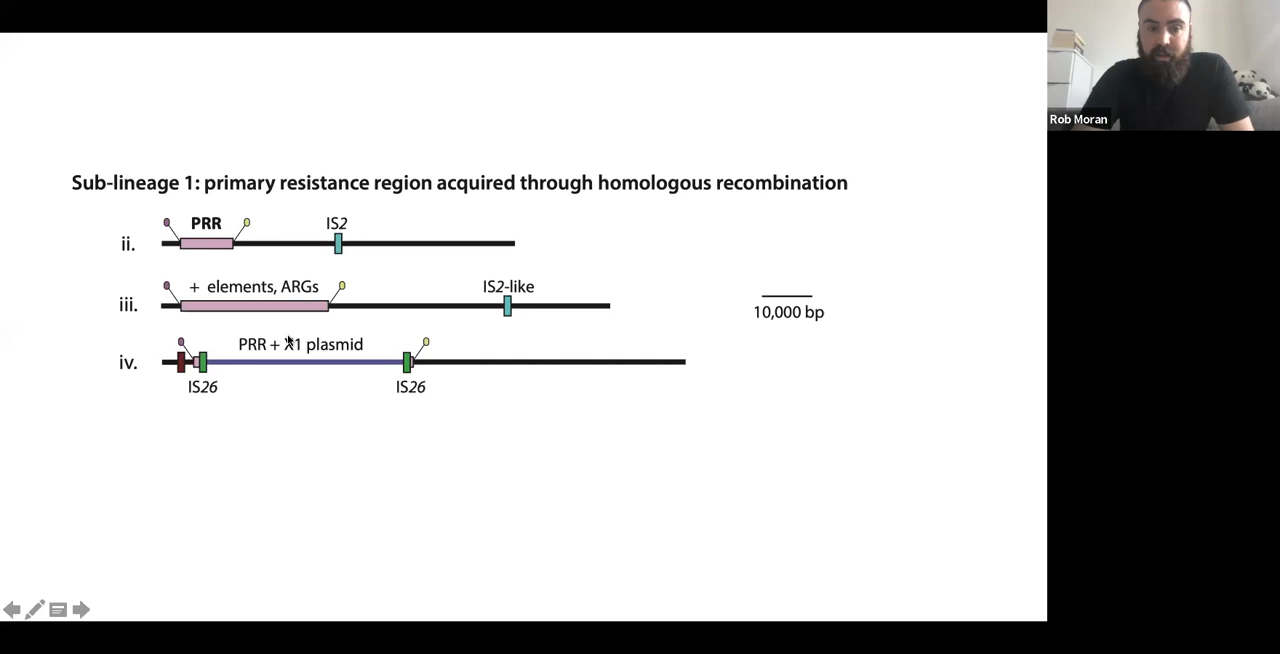 Rob Moran
Sub-lineage 1: primary resistance region acquired through homologous recombination
PRR
IS2
ii.
+ elements, ARGs
IS2-like
iii.
10,000 bp
PRR + X1 plasmid
iv.
IS26
IS26